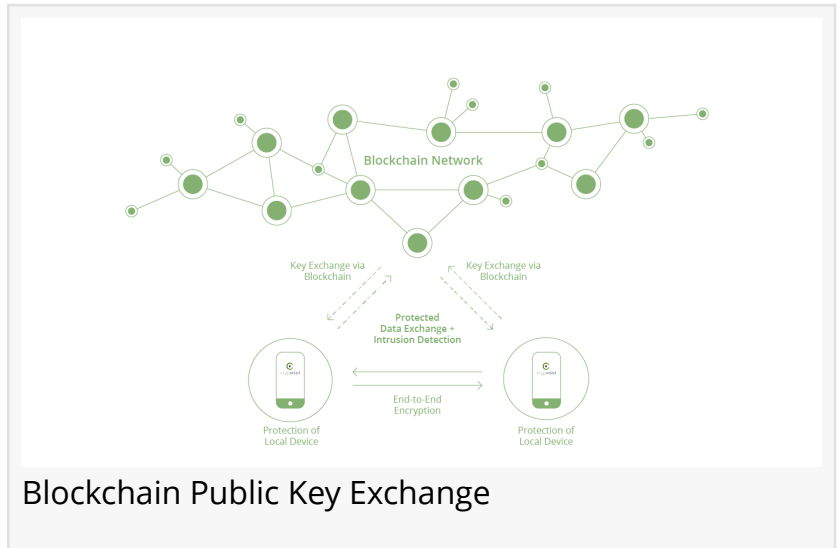 Blockchain Network
Key Exchange via
Blockchain
Key Exchange via
Blockchain
Protected
Data Exchange +
Intrusion Detection
End-to-End
Encryption
Protection of
Local Device
Protection of
Local Device
Blockchain Public Key Exchange